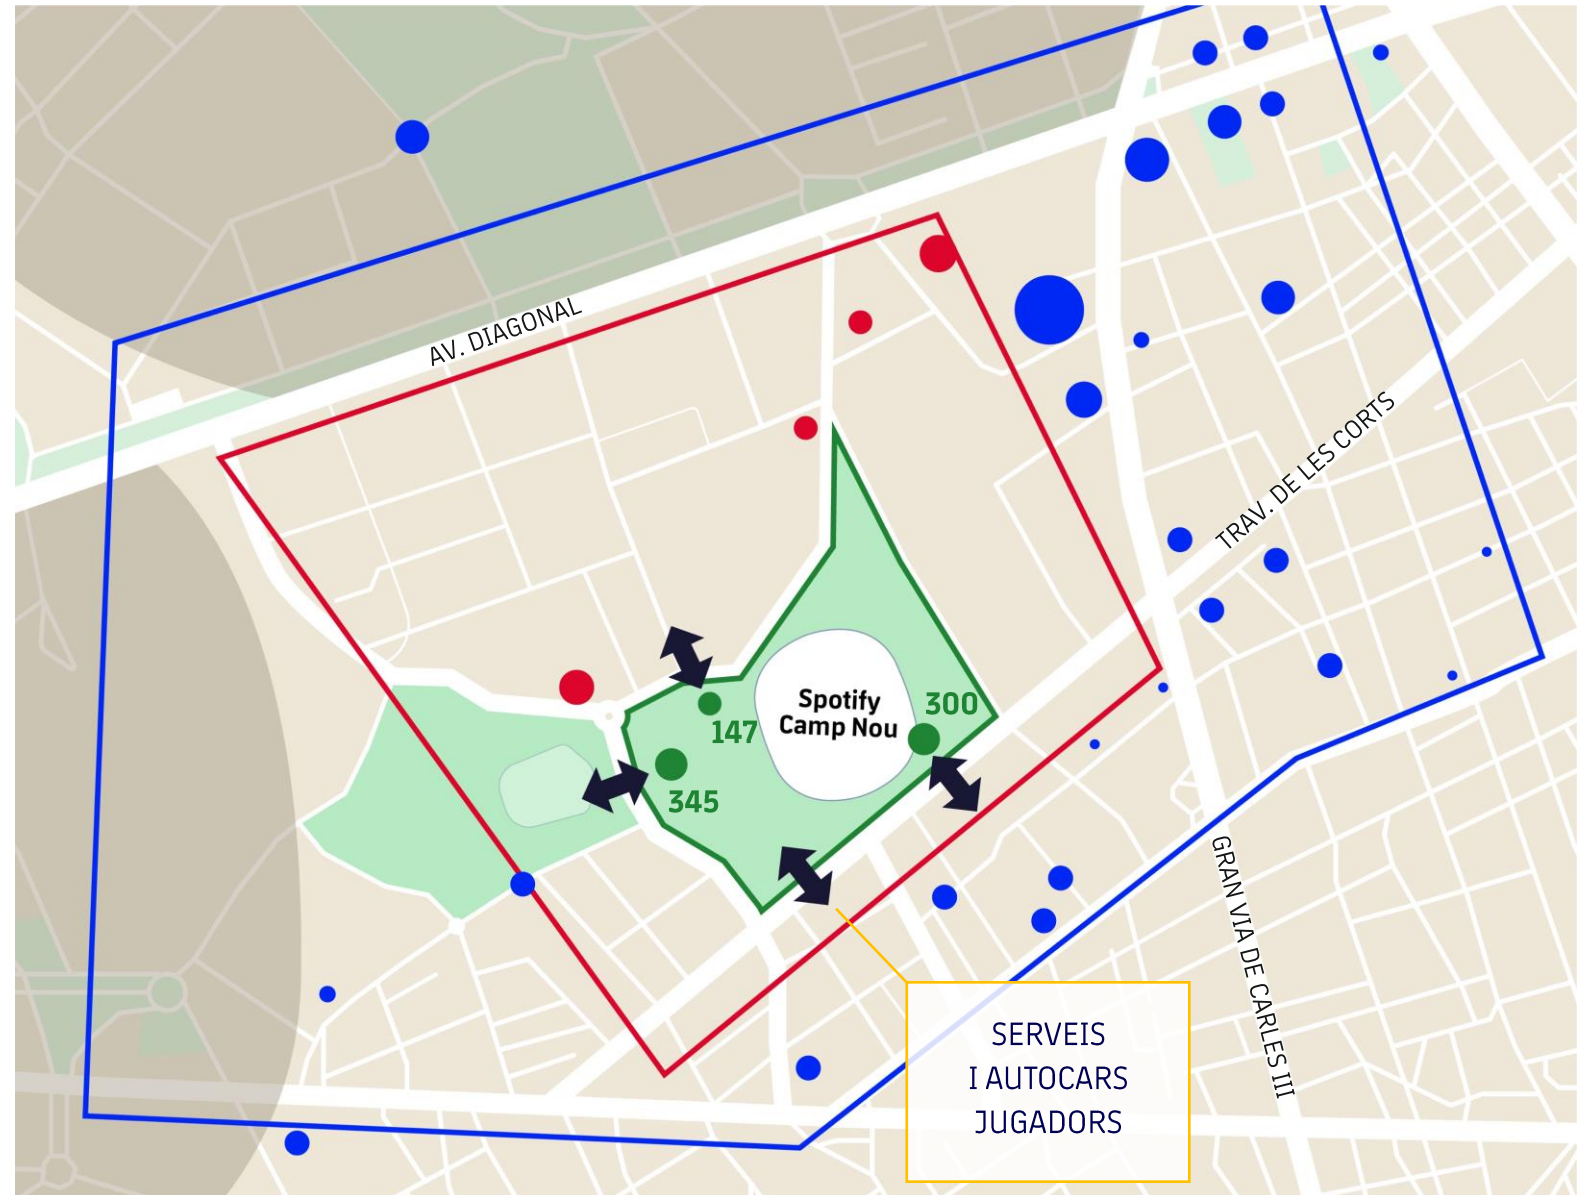 AV. DIAGONAL
TRAV. DE LES CORTS
Spotify
Camp Nou
300
147
345
GRAN VIA DE CARLES III
SERVEIS
I AUTOCARS
JUGADORS